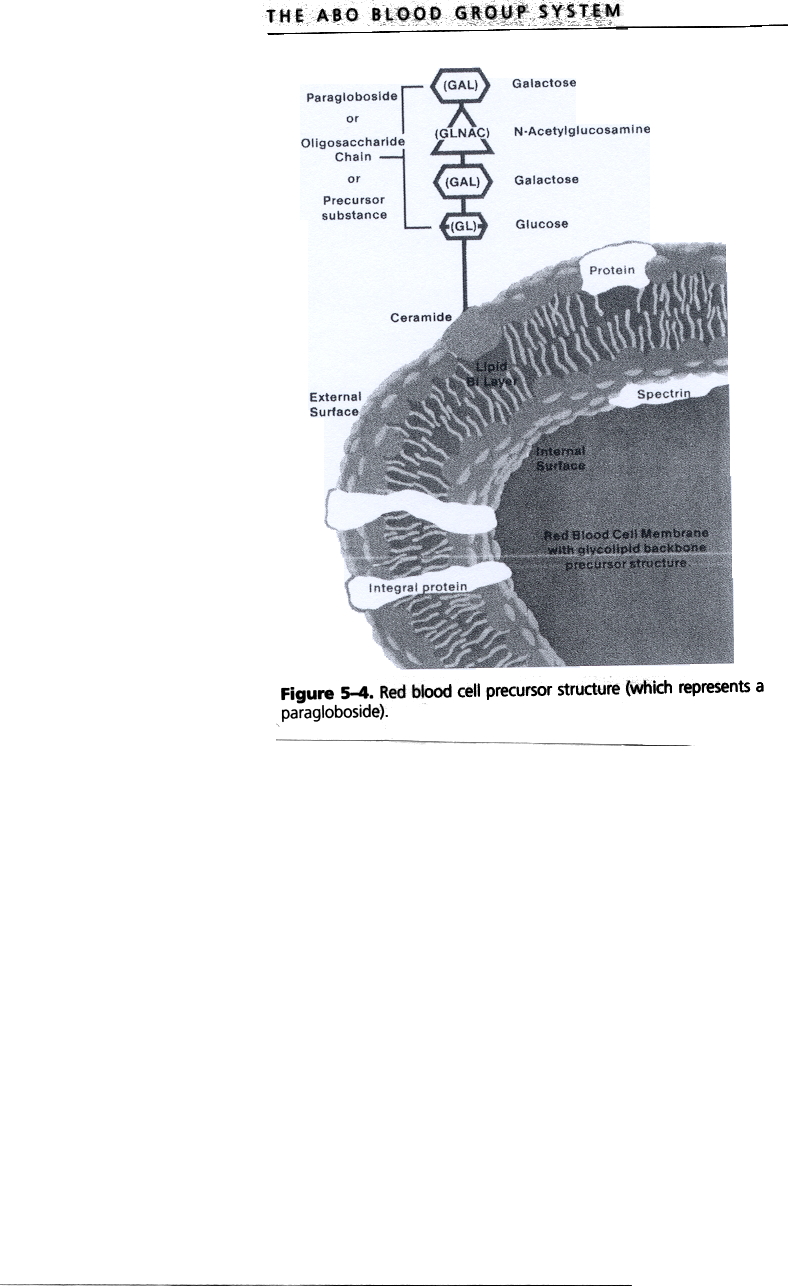 THE ABO BLOOD GROUP SYSTEM
(GAL)
Galactose
Paragloboside
or
Oligosaccharide
Chain
or
Precursor
substance
(GLNAC)
N-Acetylglucosamine
(GAL)
Galactose
(GL)
Glucose
Protein
Ceramide
Lipid
Bi Layer
External
Surface
Spectrin
Internal
Surface
Red Blood Cell Membrane
with glycolipid backbone
precursor structure
Integral protein
Figure 5–4. Red blood cell precursor structure (which represents a
paragloboside).